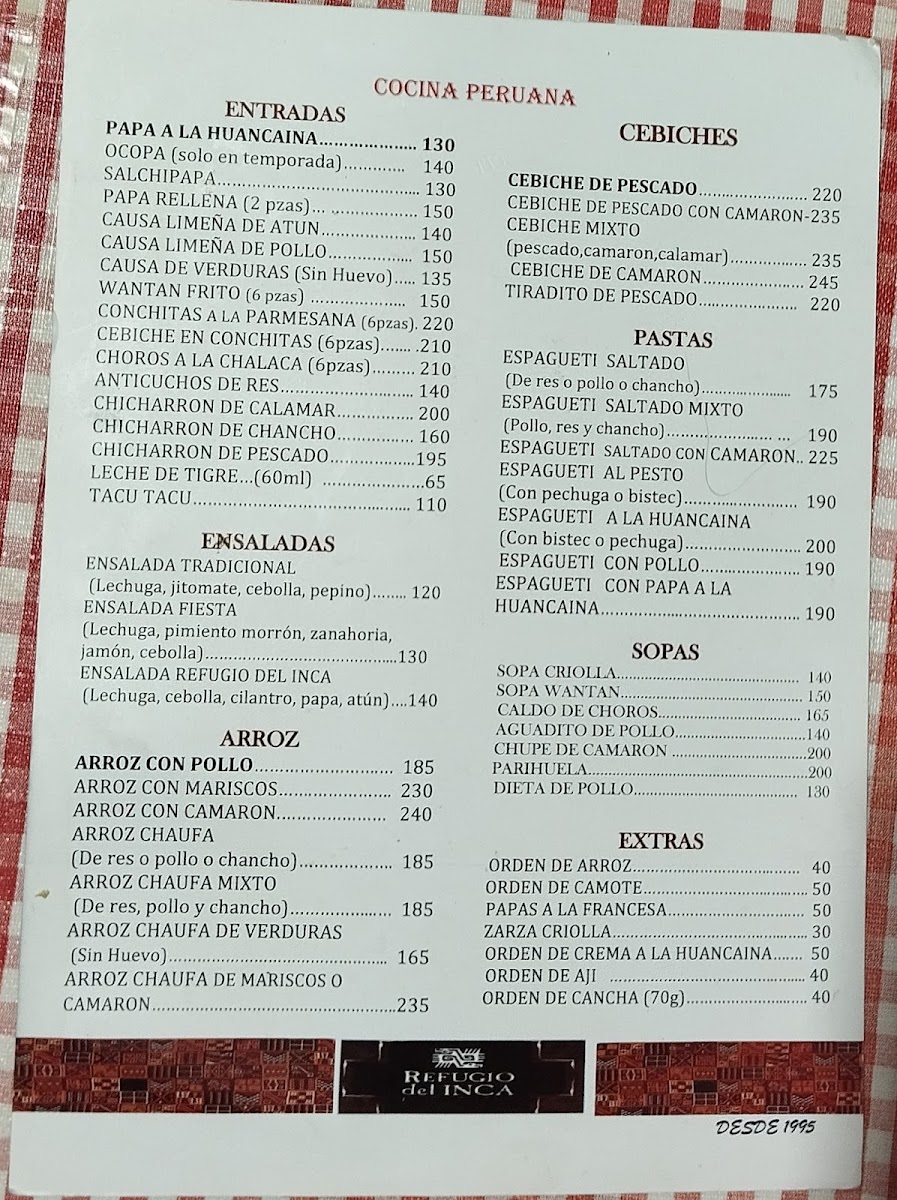 COCINA PERUANA
ENTRADAS
PAPA A LA HUANCAINA.................... 130
OCOPA (solo en temporada)............ 140
SALCHIPAPA....................................... 130
PAPA RELLENA (2 pzas)... ................ 150
CAUSA LIMEÑA DE ATUN.................. 140
CAUSA LIMEÑA DE POLLO................ 150
CAUSA DE VERDURAS (Sin Huevo)..... 135
WANTAN FRITO (6 pzas) .................. 150
CONCHITAS A LA PARMESANA (6pzas). 220
CEBICHE EN CONCHITAS (6pzas)....... .210
CHOROS A LA CHALACA (6pzas)......... 210
ANTICUCHOS DE RES......................... 140
CHICHARRON DE CALAMAR.............. 200
CHICHARRON DE CHANCHO.............. 160
CHICHARRON DE PESCADO................195
LECHE DE TIGRE...(60ml) ...................65
TACU TACU......................................... 110
ENSALADAS
ENSALADA TRADICIONAL
(Lechuga, jitomate, cebolla, pepino)........ 120
ENSALADA FIESTA
(Lechuga, pimiento morrón, zanahoria,
jamón, cebolla).....................................130
ENSALADA REFUGIO DEL INCA
(Lechuga, cebolla, cilantro, papa, atún)....140
ARROZ
ARROZ CON POLLO.......................... 185
ARROZ CON MARISCOS..................... 230
ARROZ CON CAMARON.................... 240
ARROZ CHAUFA
(De res o pollo o chancho).................. 185
ARROZ CHAUFA MIXTO
(De res, pollo y chancho)................... 185
ARROZ CHAUFA DE VERDURAS
(Sin Huevo)......................................... 165
ARROZ CHAUFA DE MARISCOS O
CAMARON.............................................235
CEBICHES
CEBICHE DE PESCADO........................ 220
CEBICHE DE PESCADO CON CAMARON-235
CEBICHE MIXTO
(pescado,camaron,calamar)................ 235
CEBICHE DE CAMARON...................... 245
TIRADITO DE PESCADO.................. 220
PASTAS
ESPAGUETI SALTADO
(De res o pollo o chancho)................. 175
ESPAGUETI SALTADO MIXTO
(Pollo, res y chancho)..................... ... 190
ESPAGUETI SALTADO CON CAMARON.. 225
ESPAGUETI AL PESTO
(Con pechuga o bistec)..................... 190
ESPAGUETI A LA HUANCAINA
(Con bistec o pechuga)...................... 200
ESPAGUETI CON POLLO................... 190
ESPAGUETI CON PAPA A LA
HUANCAINA...................................... 190
SOPAS
SOPA CRIOLLA............................................. 140
SOPA WANTAN............................................ 150
CALDO DE CHOROS.................................. 165
AGUADITO DE POLLO...............................140
CHUPE DE CAMARON ................................200
PARIHUELA....................................................200
DIETA DE POLLO....................................... 130
EXTRAS
ORDEN DE ARROZ................................ 40
ORDEN DE CAMOTE............................... 50
PAPAS A LA FRANCESA.......................... 50
ZARZA CRIOLLA..................................... 30
ORDEN DE CREMA A LA HUANCAINA....... 50
ORDEN DE AJI ..................................... 40
ORDEN DE CANCHA (70g)....................... 40
REFUGIO
del INCA
DESDE 1995